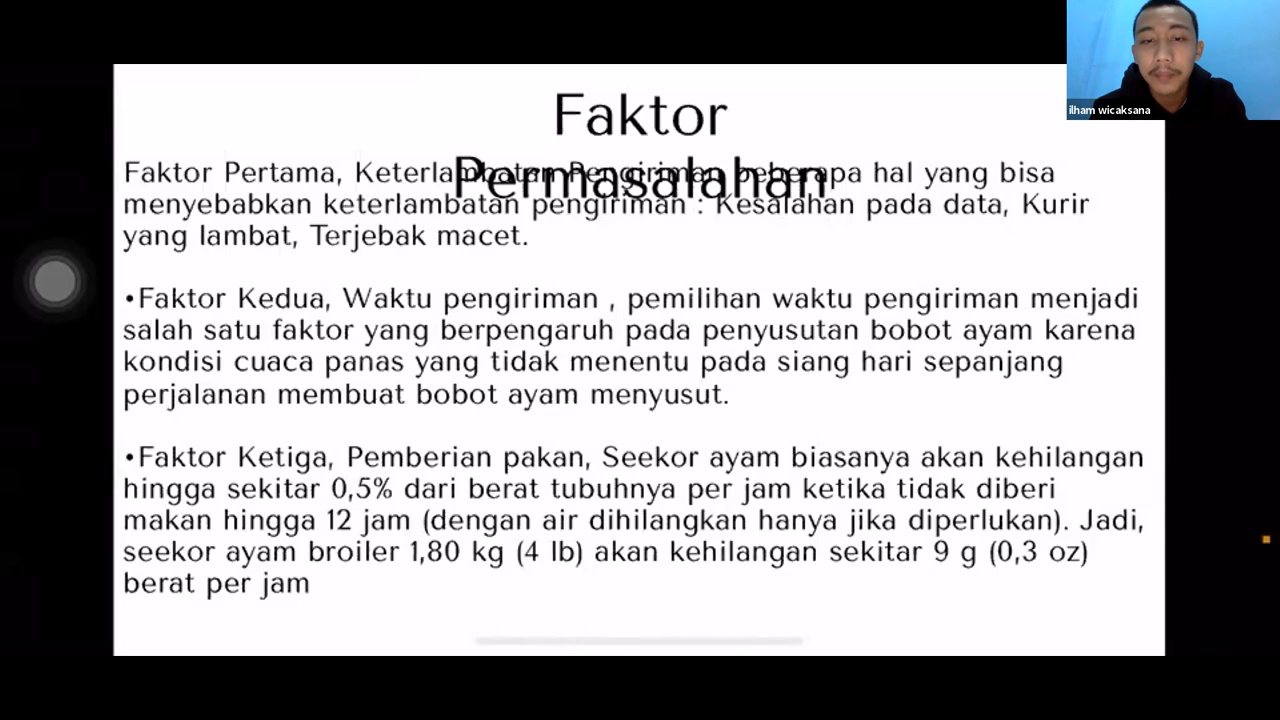 Faktor
Permasalahan
Faktor Pertama, Keterlambatan Pengiriman beberapa hal yang bisa
menyebabkan keterlambatan pengiriman : Kesalahan pada data, Kurir
yang lambat, Terjebak macet.
•Faktor Kedua, Waktu pengiriman , pemilihan waktu pengiriman menjadi
salah satu faktor yang berpengaruh pada penyusutan bobot ayam karena
kondisi cuaca panas yang tidak menentu pada siang hari sepanjang
perjalanan membuat bobot ayam menyusut.
•Faktor Ketiga, Pemberian pakan, Seekor ayam biasanya akan kehilangan
hingga sekitar 0,5% dari berat tubuhnya per jam ketika tidak diberi
makan hingga 12 jam (dengan air dihilangkan hanya jika diperlukan). Jadi,
seekor ayam broiler 1,80 kg (4 lb) akan kehilangan sekitar 9 g (0,3 oz)
berat per jam
ilham wicaksana